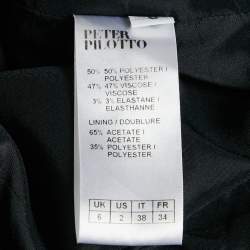 PETER
PILOTTO
50% 50% POLYESTER /
POLYESTER
47% 47% VISCOSE /
VISCOSE
3% 3% ELASTANE /
ELASTHANNE
LINING / DOUBLURE
65% ACETATE /
ACETATE
35% POLYESTER /
POLYESTER
UK US IT FR
6 2 38 34